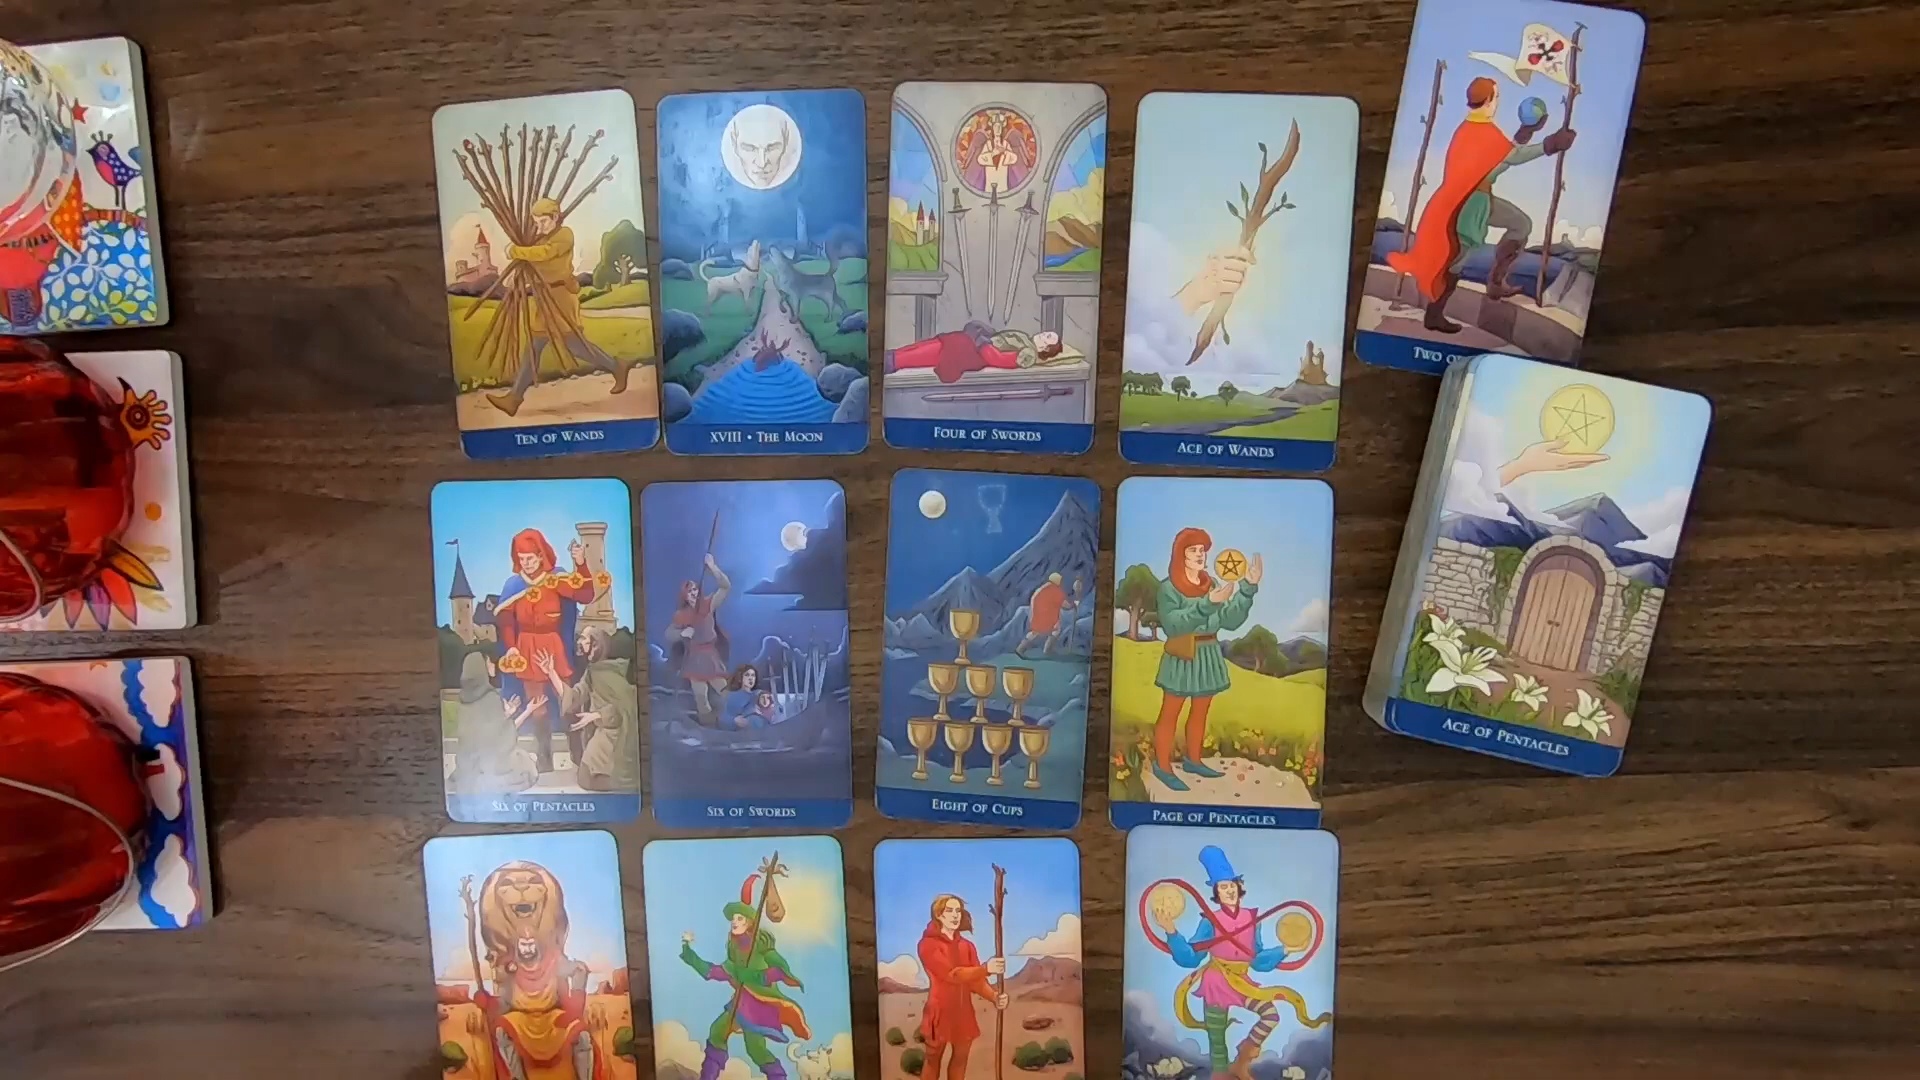 TEN OF WANDS
XVIII • THE MOON
FOUR OF SWORDS
ACE OF WANDS
TWO OF
SIX OF PENTACLES
SIX OF SWORDS
EIGHT OF CUPS
PAGE OF PENTACLES
ACE OF PENTACLES